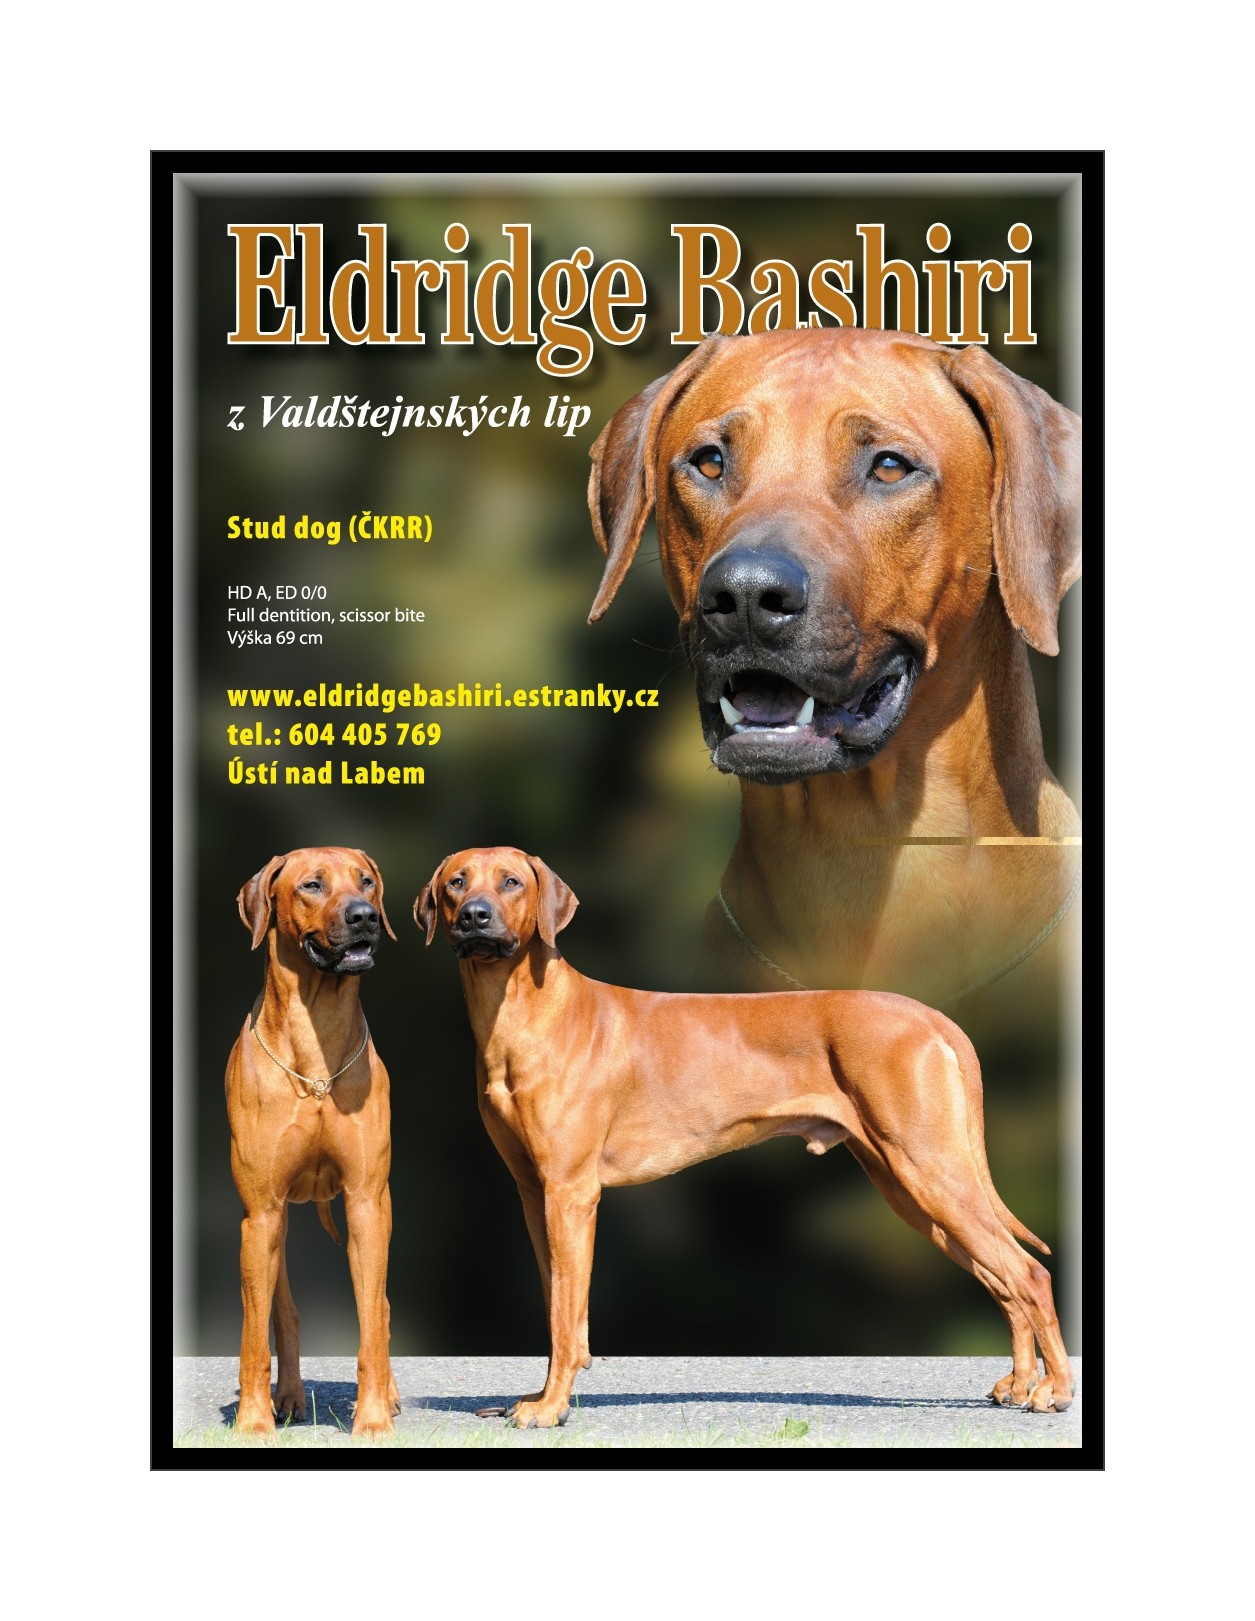 Eldridge Bashiri
z Valdštejnských lip
Stud dog (ČKRR)
HD A, ED 0/0
Full dentition, scissor bite
Výška 69 cm
www.eldridgebashiri.estranky.cz
tel.: 604 405 769
Ústí nad Labem